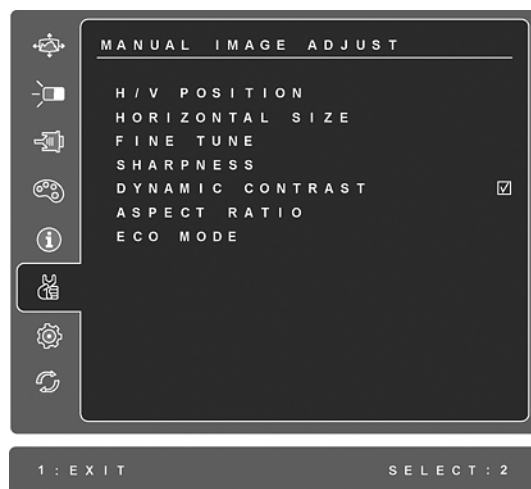 MANUAL IMAGE ADJUST
H/V POSITION
HORIZONTAL SIZE
FINE TUNE
SHARPNESS
DYNAMIC CONTRAST
ASPECT RATIO
ECO MODE
1:EXIT SELECT:2